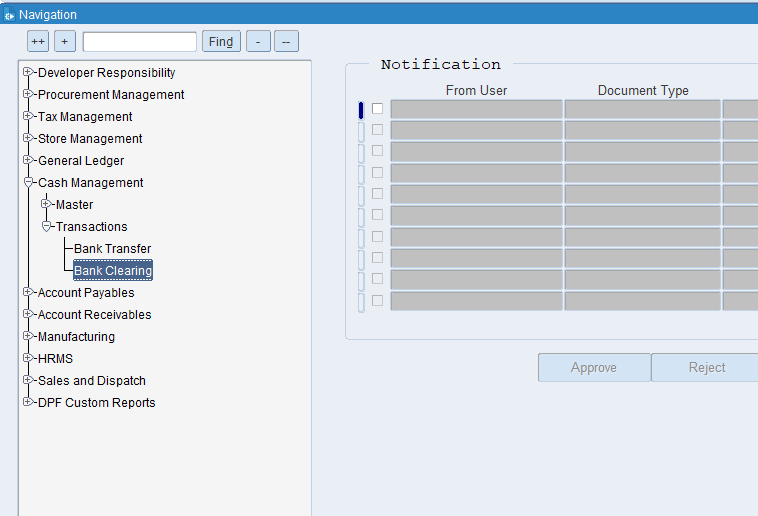 Navigation
++ + Find - --
Developer Responsibility
Procurement Management
Tax Management
Store Management
General Ledger
Cash Management
Master
Transactions
Bank Transfer
Bank Clearing
Account Payables
Account Receivables
Manufacturing
HRMS
Sales and Dispatch
DPF Custom Reports
Notification
From User Document Type
Approve Reject